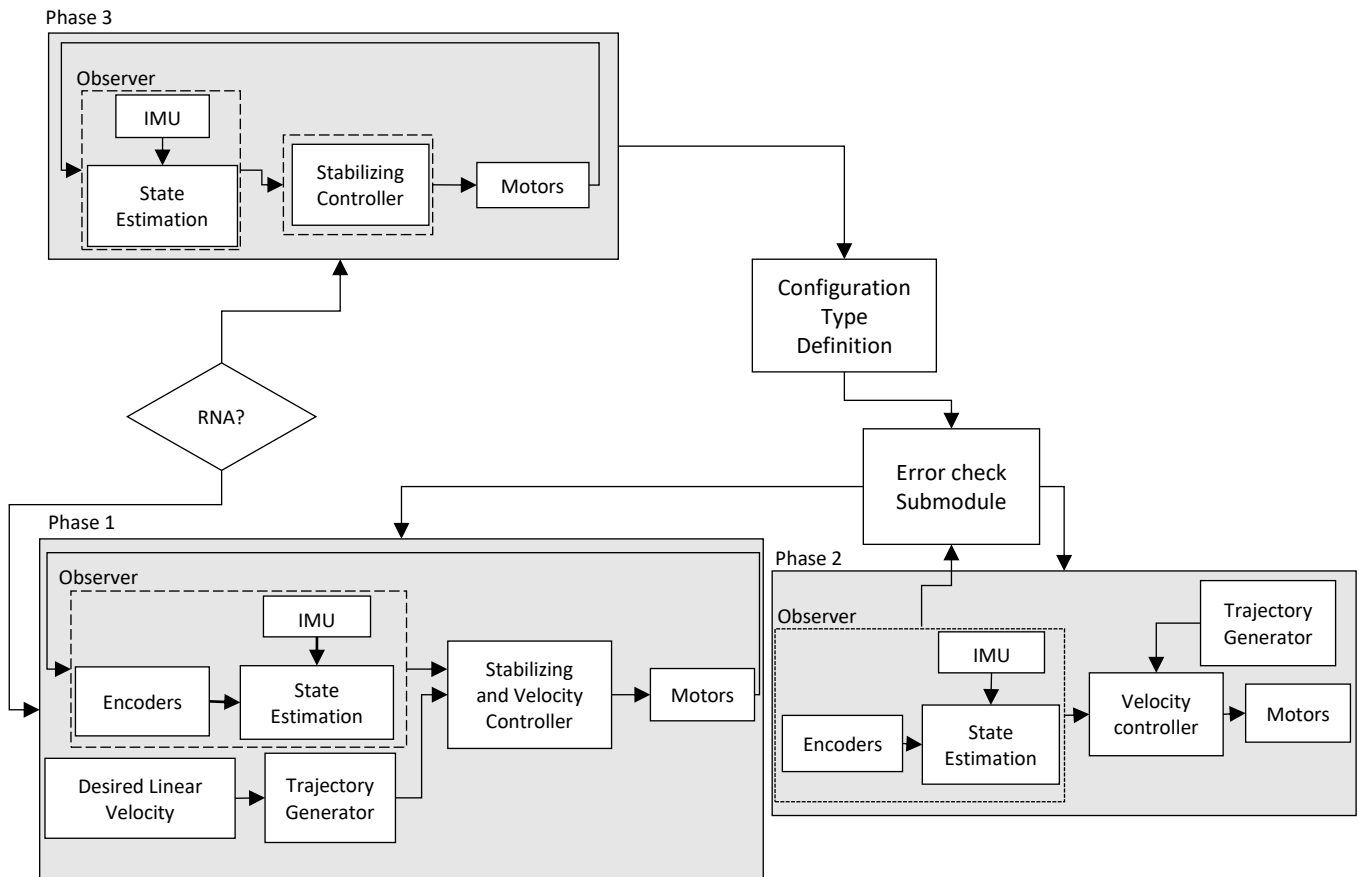 Phase 3
Observer
IMU
State
Estimation
Stabilizing
Controller
Motors
Configuration
Type
Definition
RNA?
Error check
Submodule
Phase 1
Observer
IMU
Encoders
State
Estimation
Stabilizing
and Velocity
Controller
Motors
Desired Linear
Velocity
Trajectory
Generator
Phase 2
Observer
IMU
Encoders
State
Estimation
Trajectory
Generator
Velocity
controller
Motors